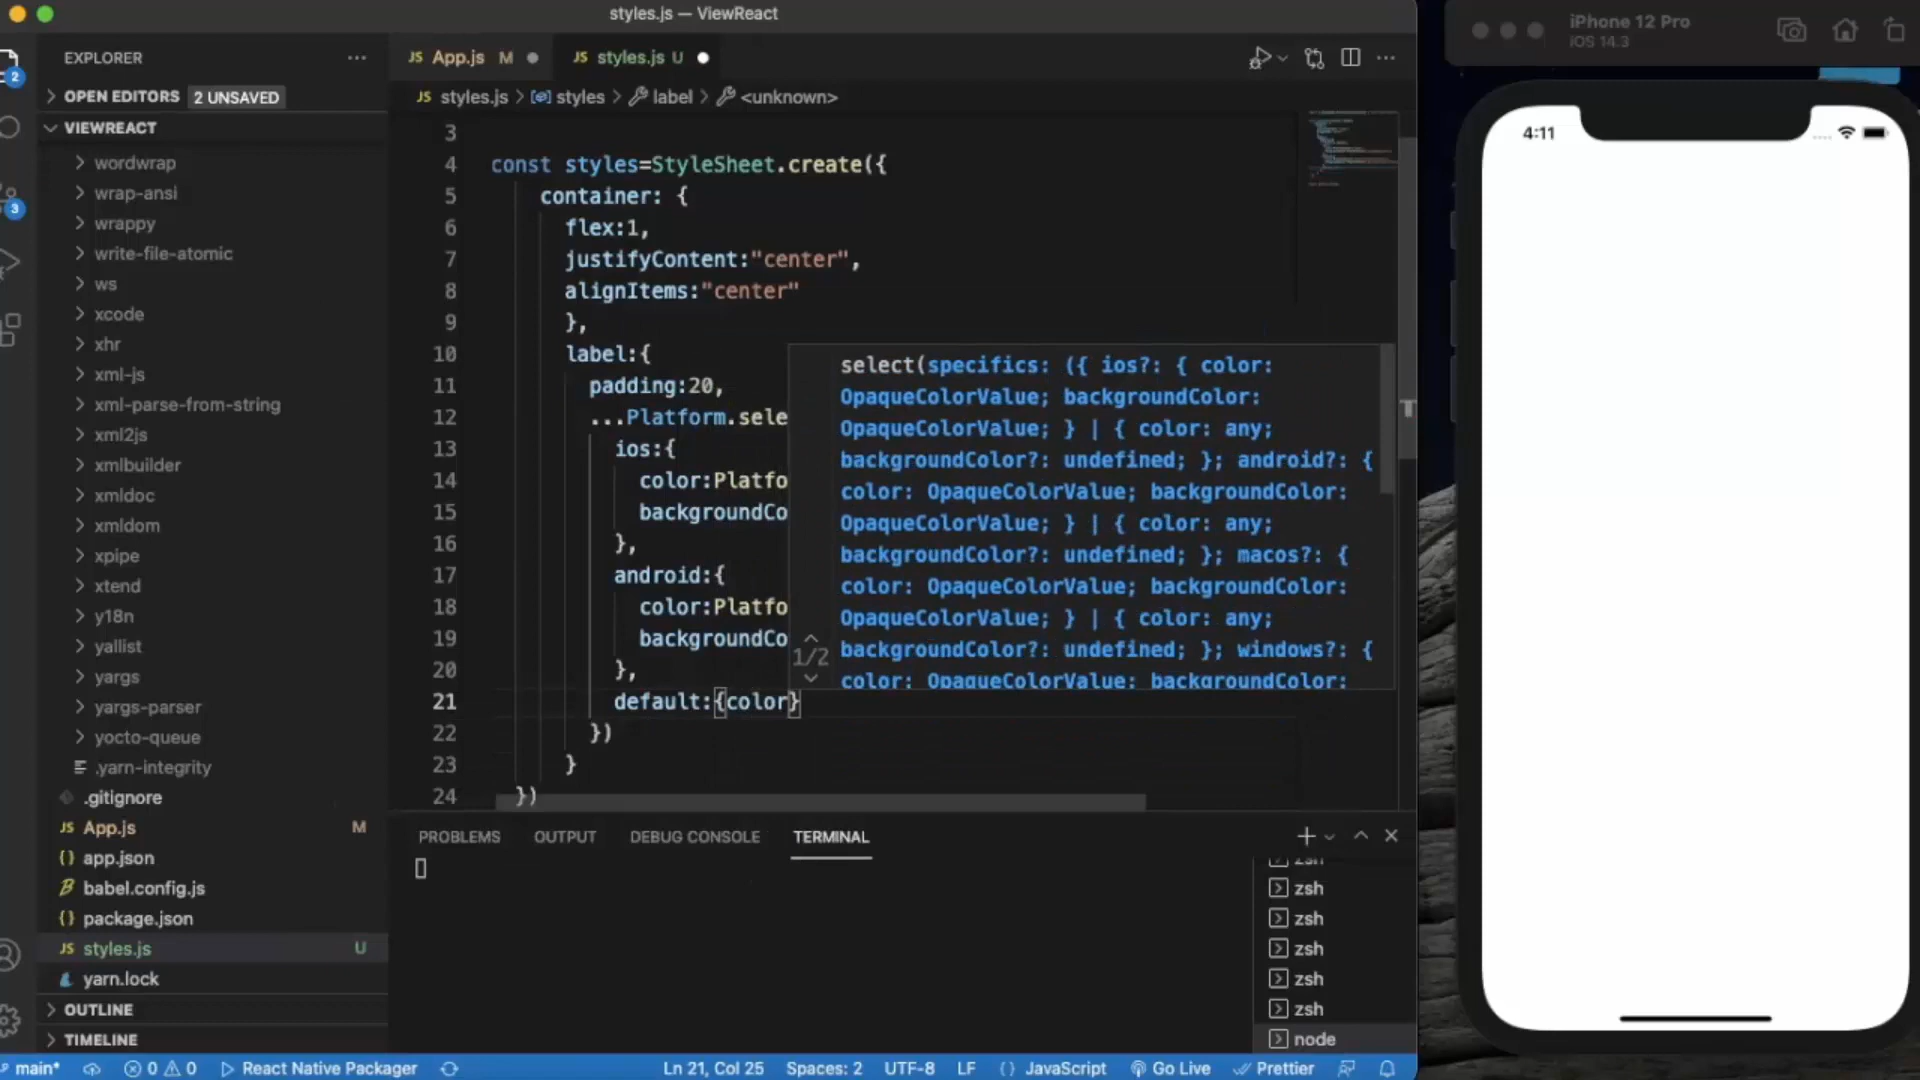 styles.js — ViewReact
iPhone 12 Pro
iOS 14.3
EXPLORER
JS App.js M
JS styles.js U
2
OPEN EDITORS 2 UNSAVED
JS styles.js > styles > label > <unknown>
VIEWREACT
wordwrap
wrap-ansi
wrappy
write-file-atomic
ws
xcode
xhr
xml-js
xml-parse-from-string
xml2js
xmlbuilder
xmldoc
xmldom
xpipe
xtend
y18n
yallist
yargs
yargs-parser
yocto-queue
.yarn-integrity
.gitignore
JS App.js M
{} app.json
babel.config.js
{} package.json
JS styles.js U
yarn.lock
OUTLINE
TIMELINE
3
3
4 const styles=StyleSheet.create({
5 container: {
6 flex:1,
7 justifyContent:"center",
8 alignItems:"center"
9 },
10 label:{
11 padding:20,
12 ...Platform.sele
13 ios:{
14 color:Platfo
15 backgroundCo
16 },
17 android:{
18 color:Platfo
19 backgroundCo
20 },
21 default:{color}
22 })
23 }
24 })
select(specifics: ({ ios?: { color:
OpaqueColorValue; backgroundColor:
OpaqueColorValue; } | { color: any;
backgroundColor?: undefined; }; android?: {
color: OpaqueColorValue; backgroundColor:
OpaqueColorValue; } | { color: any;
backgroundColor?: undefined; }; macos?: {
color: OpaqueColorValue; backgroundColor:
OpaqueColorValue; } | { color: any;
backgroundColor?: undefined; }; windows?: {
color: OpaqueColorValue; backgroundColor:
1/2
PROBLEMS OUTPUT DEBUG CONSOLE TERMINAL
zsh
zsh
zsh
zsh
zsh
zsh
node
main* 0 0 React Native Packager
Ln 21, Col 25 Spaces: 2 UTF-8 LF {} JavaScript Go Live Prettier
4:11